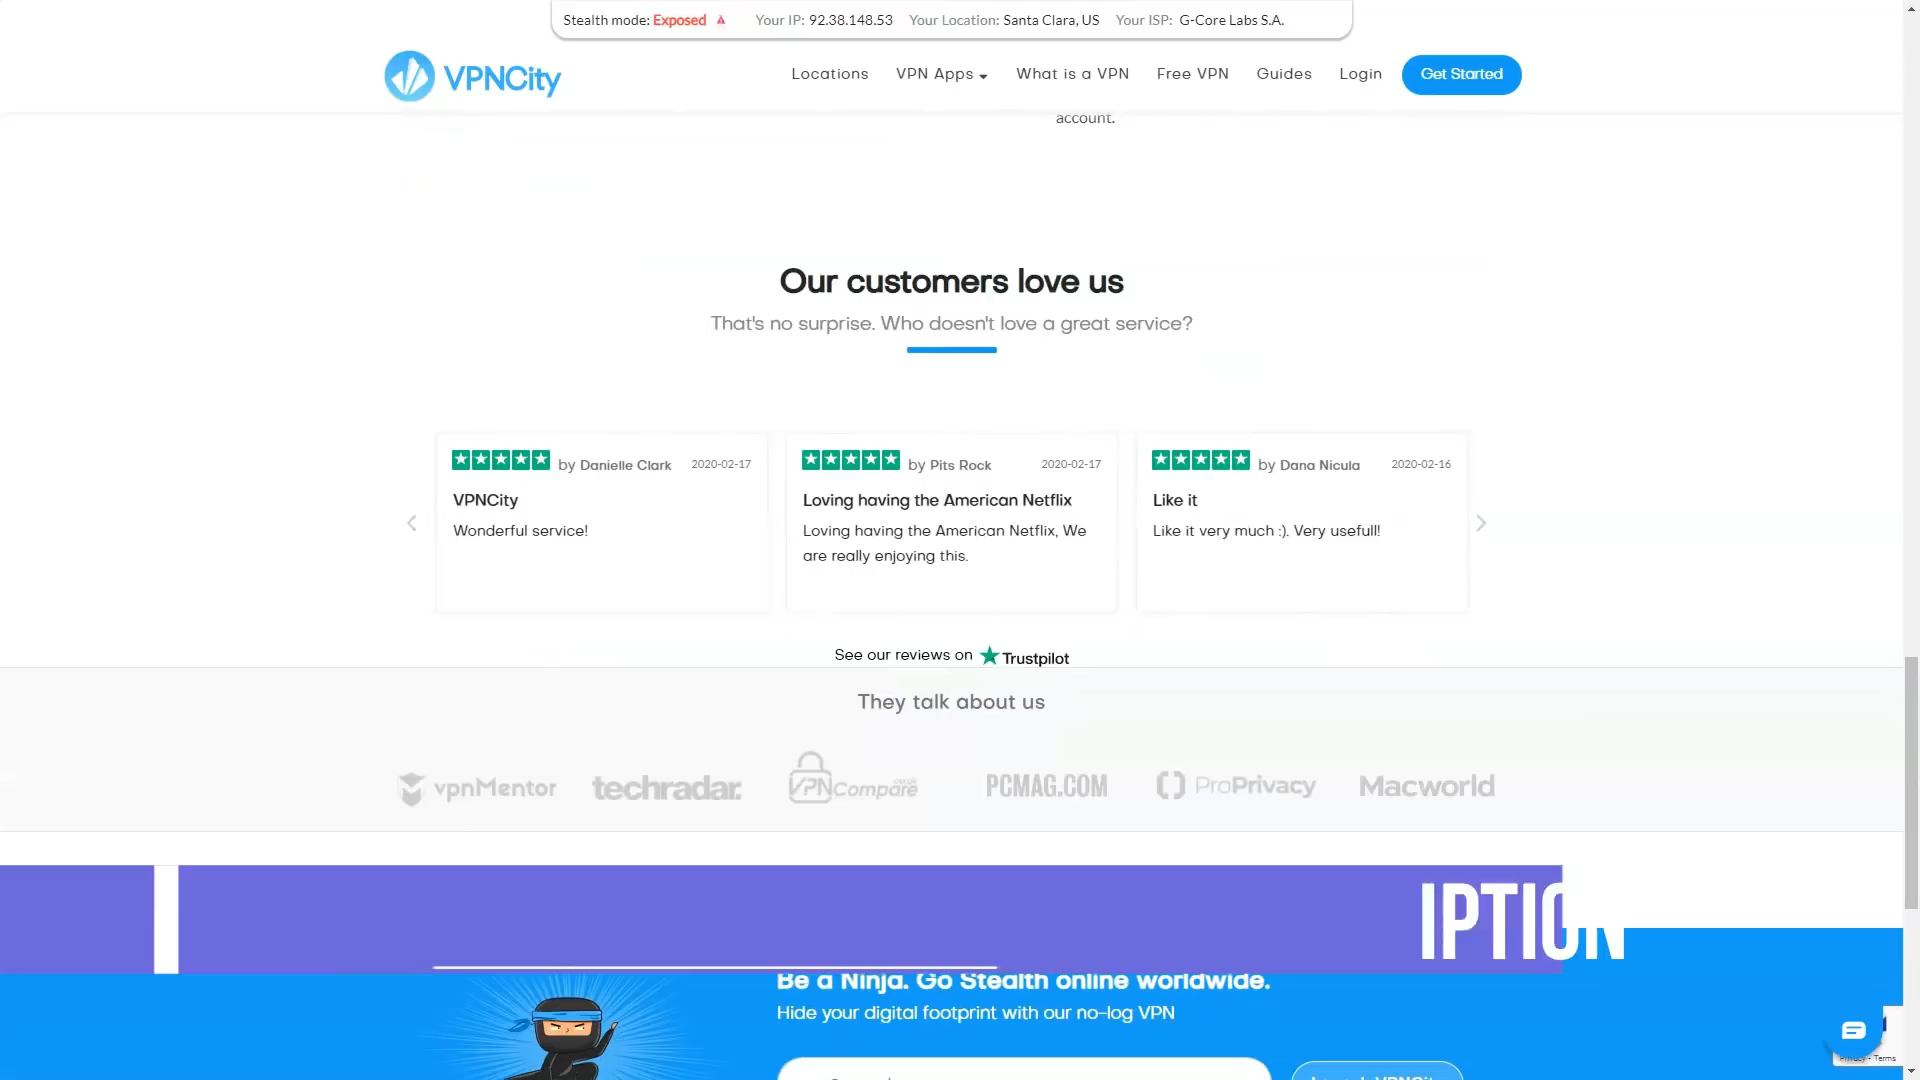 Stealth mode: Exposed Your IP: 92.38.148.53 Your Location: Santa Clara, US Your ISP: G-Core Labs S.A.
VPNCity
Locations VPN Apps What is a VPN Free VPN Guides Login Get Started
account.
Our customers love us
That's no surprise. Who doesn't love a great service?
by Danielle Clark 2020-02-17
VPNCity
Wonderful service!
by Pits Rock 2020-02-17
Loving having the American Netflix
Loving having the American Netflix, We
are really enjoying this.
by Dana Nicula 2020-02-16
Like it
Like it very much :). Very usefull!
See our reviews on Trustpilot
They talk about us
vpnMentor techradar. VPNCompare.co.uk PCMAG.COM ProPrivacy Macworld
IPTION
Be a Ninja. Go Stealth online worldwide.
Hide your digital footprint with our no-log VPN
Privacy - Terms